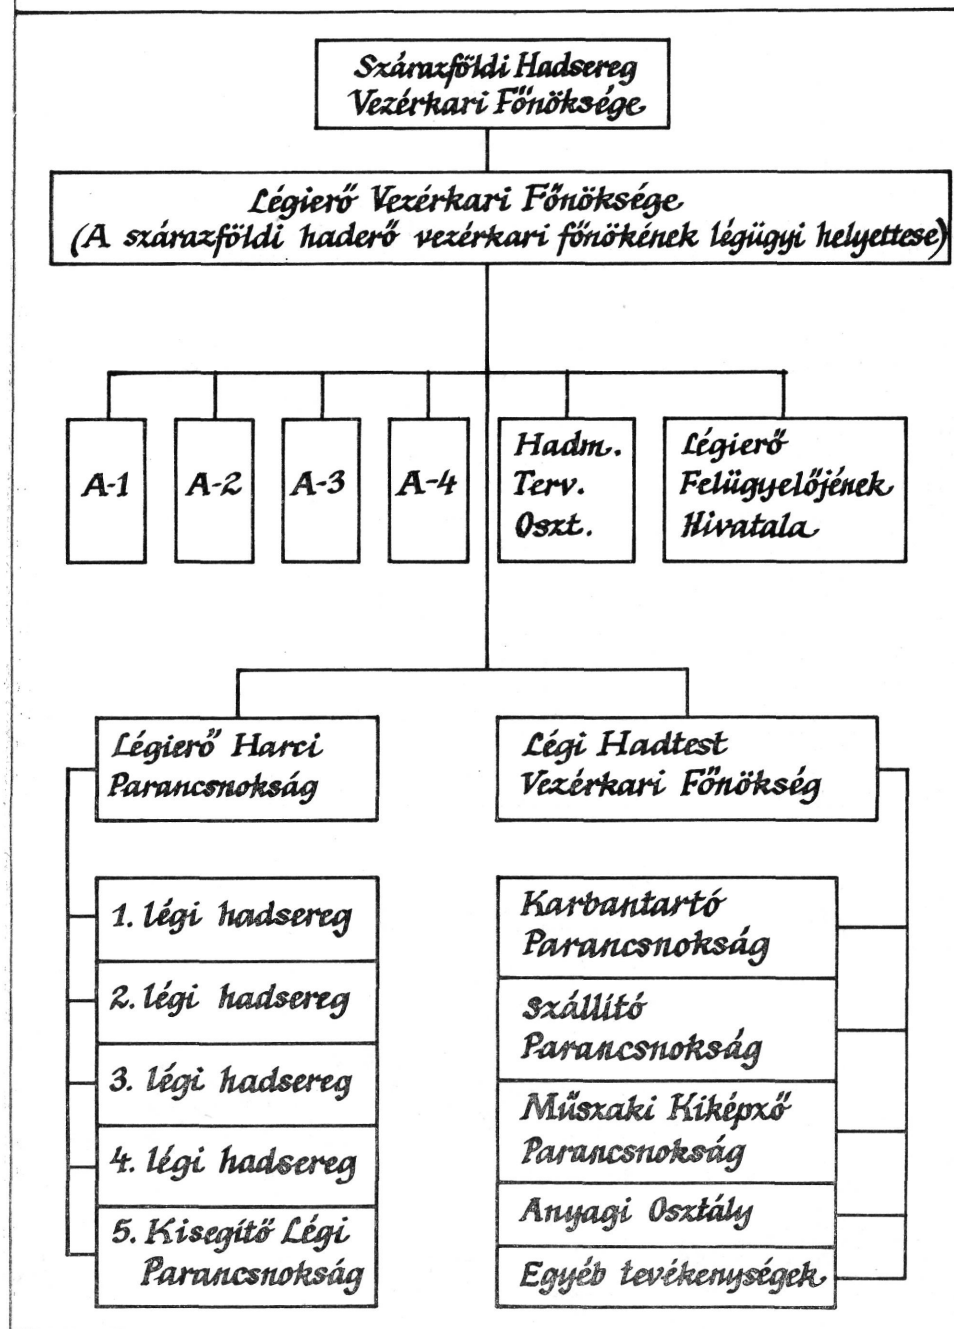 Szárazföldi Hadsereg
Vezérkari Főnöksége
Légierő Vezérkari Főnöksége
(A szárazföldi haderő vezérkari főnökének légügyi helyettese)
A-1
A-2
A-3
A-4
Hadm.
Terv.
Oszt.
Légierő
Felügyelőjének
Hivatala
Légierő Harci
Parancsnokság
1. légi hadsereg
2. légi hadsereg
3. légi hadsereg
4. légi hadsereg
5. Kisegítő Légi
Parancsnokság
Légi Hadtest
Vezérkari Főnökség
Karbantartó
Parancsnokság
Szállító
Parancsnokság
Műszaki Kiképző
Parancsnokság
Anyagi Osztály
Egyéb tevékenységek